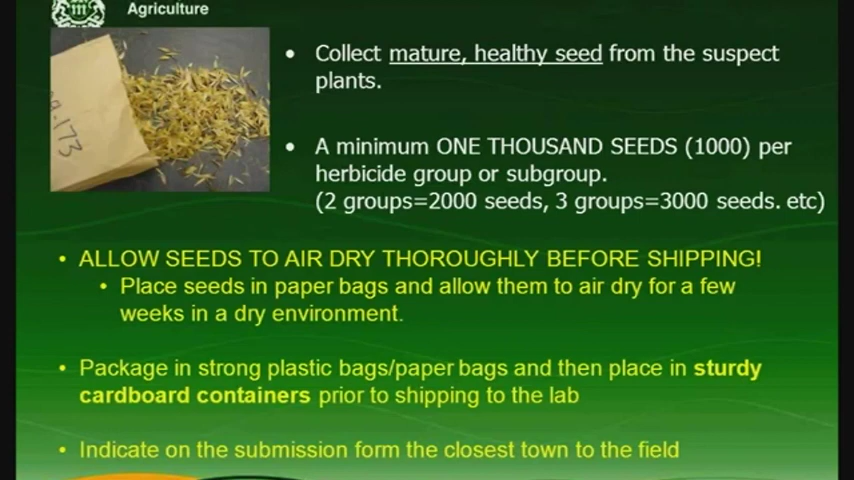 Agriculture
• Collect mature, healthy seed from the suspect
plants.
• A minimum ONE THOUSAND SEEDS (1000) per
herbicide group or subgroup.
(2 groups=2000 seeds, 3 groups=3000 seeds. etc)
• ALLOW SEEDS TO AIR DRY THOROUGHLY BEFORE SHIPPING!
• Place seeds in paper bags and allow them to air dry for a few
weeks in a dry environment.
• Package in strong plastic bags/paper bags and then place in sturdy
cardboard containers prior to shipping to the lab
• Indicate on the submission form the closest town to the field